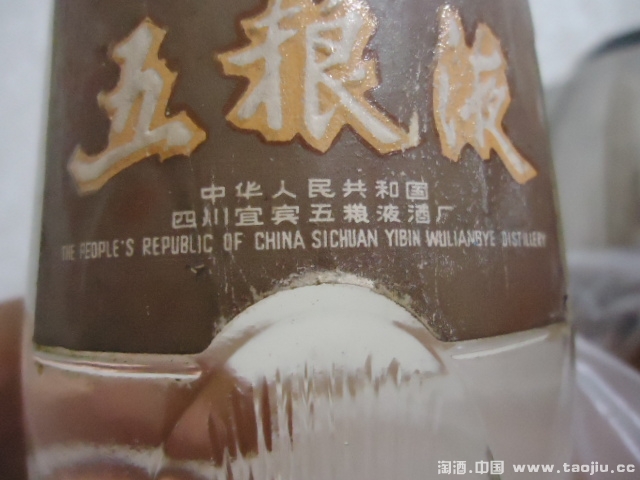 五粮液
中华人民共和国
四川宜宾五粮液酒厂
THE PEOPLE'S REPUBLIC OF CHINA SICHUAN YIBIN WULIANBYE DISTILLERY
淘酒.中国 www.taojiu.cc